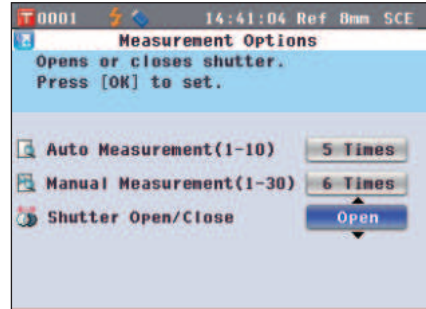 T 0001 14:41:04 Ref 8mm SCE
Measurement Options
Opens or closes shutter.
Press [OK] to set.
Auto Measurement(1-10) 5 Times
Manual Measurement(1-30) 6 Times
Shutter Open/Close Open